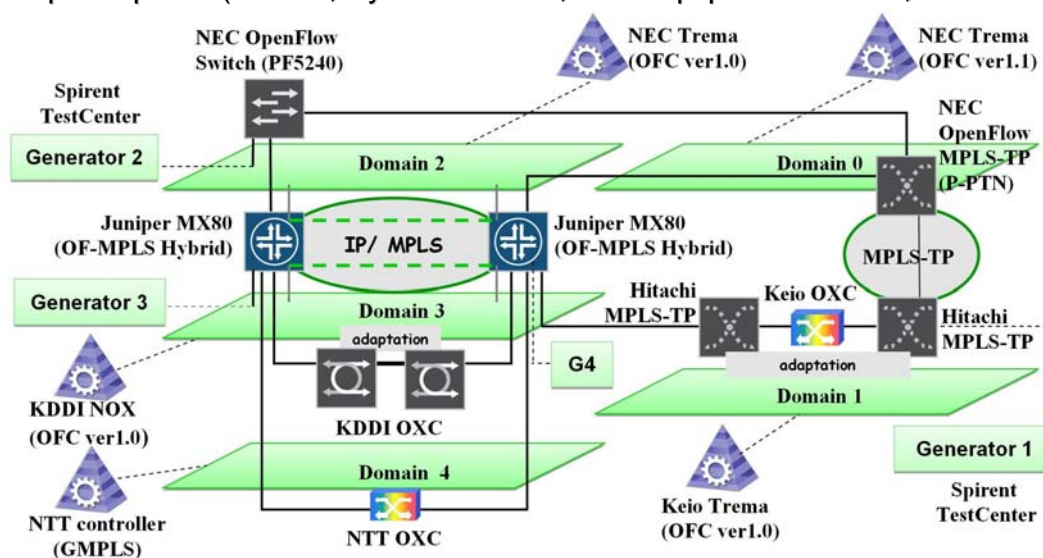 NEC OpenFlow
Switch (PF5240)
NEC Trema
(OFC ver1.0)
NEC Trema
(OFC ver1.1)
Spirent
TestCenter
Generator 2
Domain 2
Domain 0
NEC
OpenFlow
MPLS-TP
(P-PTN)
Juniper MX80
(OF-MPLS Hybrid)
IP/ MPLS
Juniper MX80
(OF-MPLS Hybrid)
MPLS-TP
Generator 3
Domain 3
adaptation
Hitachi
MPLS-TP
Keio OXC
Hitachi
MPLS-TP
adaptation
G4
KDDI NOX
(OFC ver1.0)
KDDI OXC
Domain 1
Domain 4
Generator 1
Spirent
TestCenter
NTT controller
(GMPLS)
NTT OXC
Keio Trema
(OFC ver1.0)